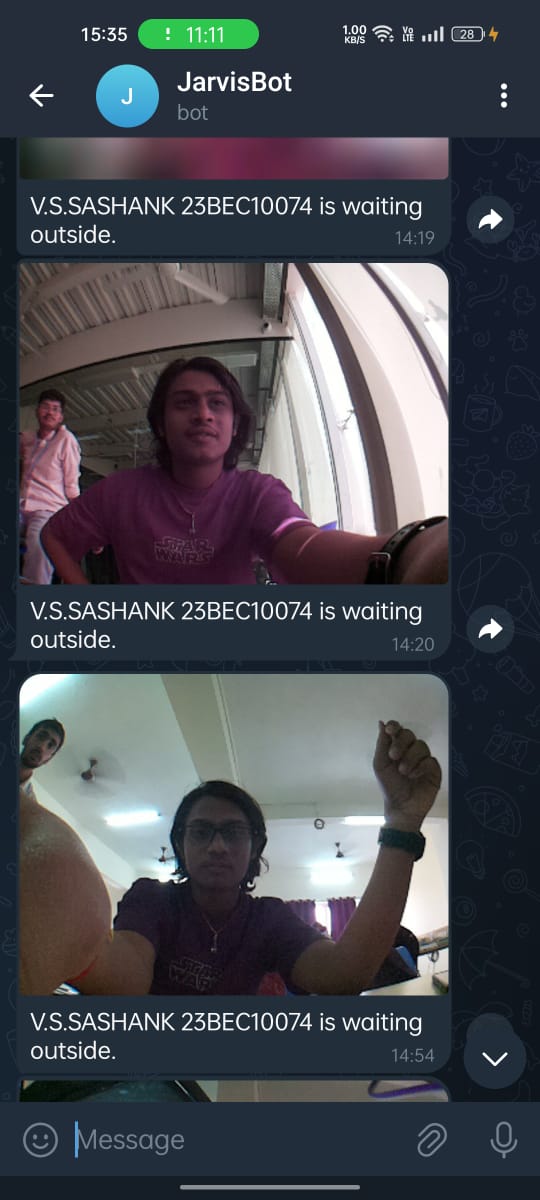 15:35
11:11
1.00
KB/S
Vo
LTE
28
J
JarvisBot
bot
V.S.SASHANK 23BEC10074 is waiting
outside.
14:19
STAR
WARS
V.S.SASHANK 23BEC10074 is waiting
outside.
14:20
STAR
WAR
V.S.SASHANK 23BEC10074 is waiting
outside.
14:54
Message